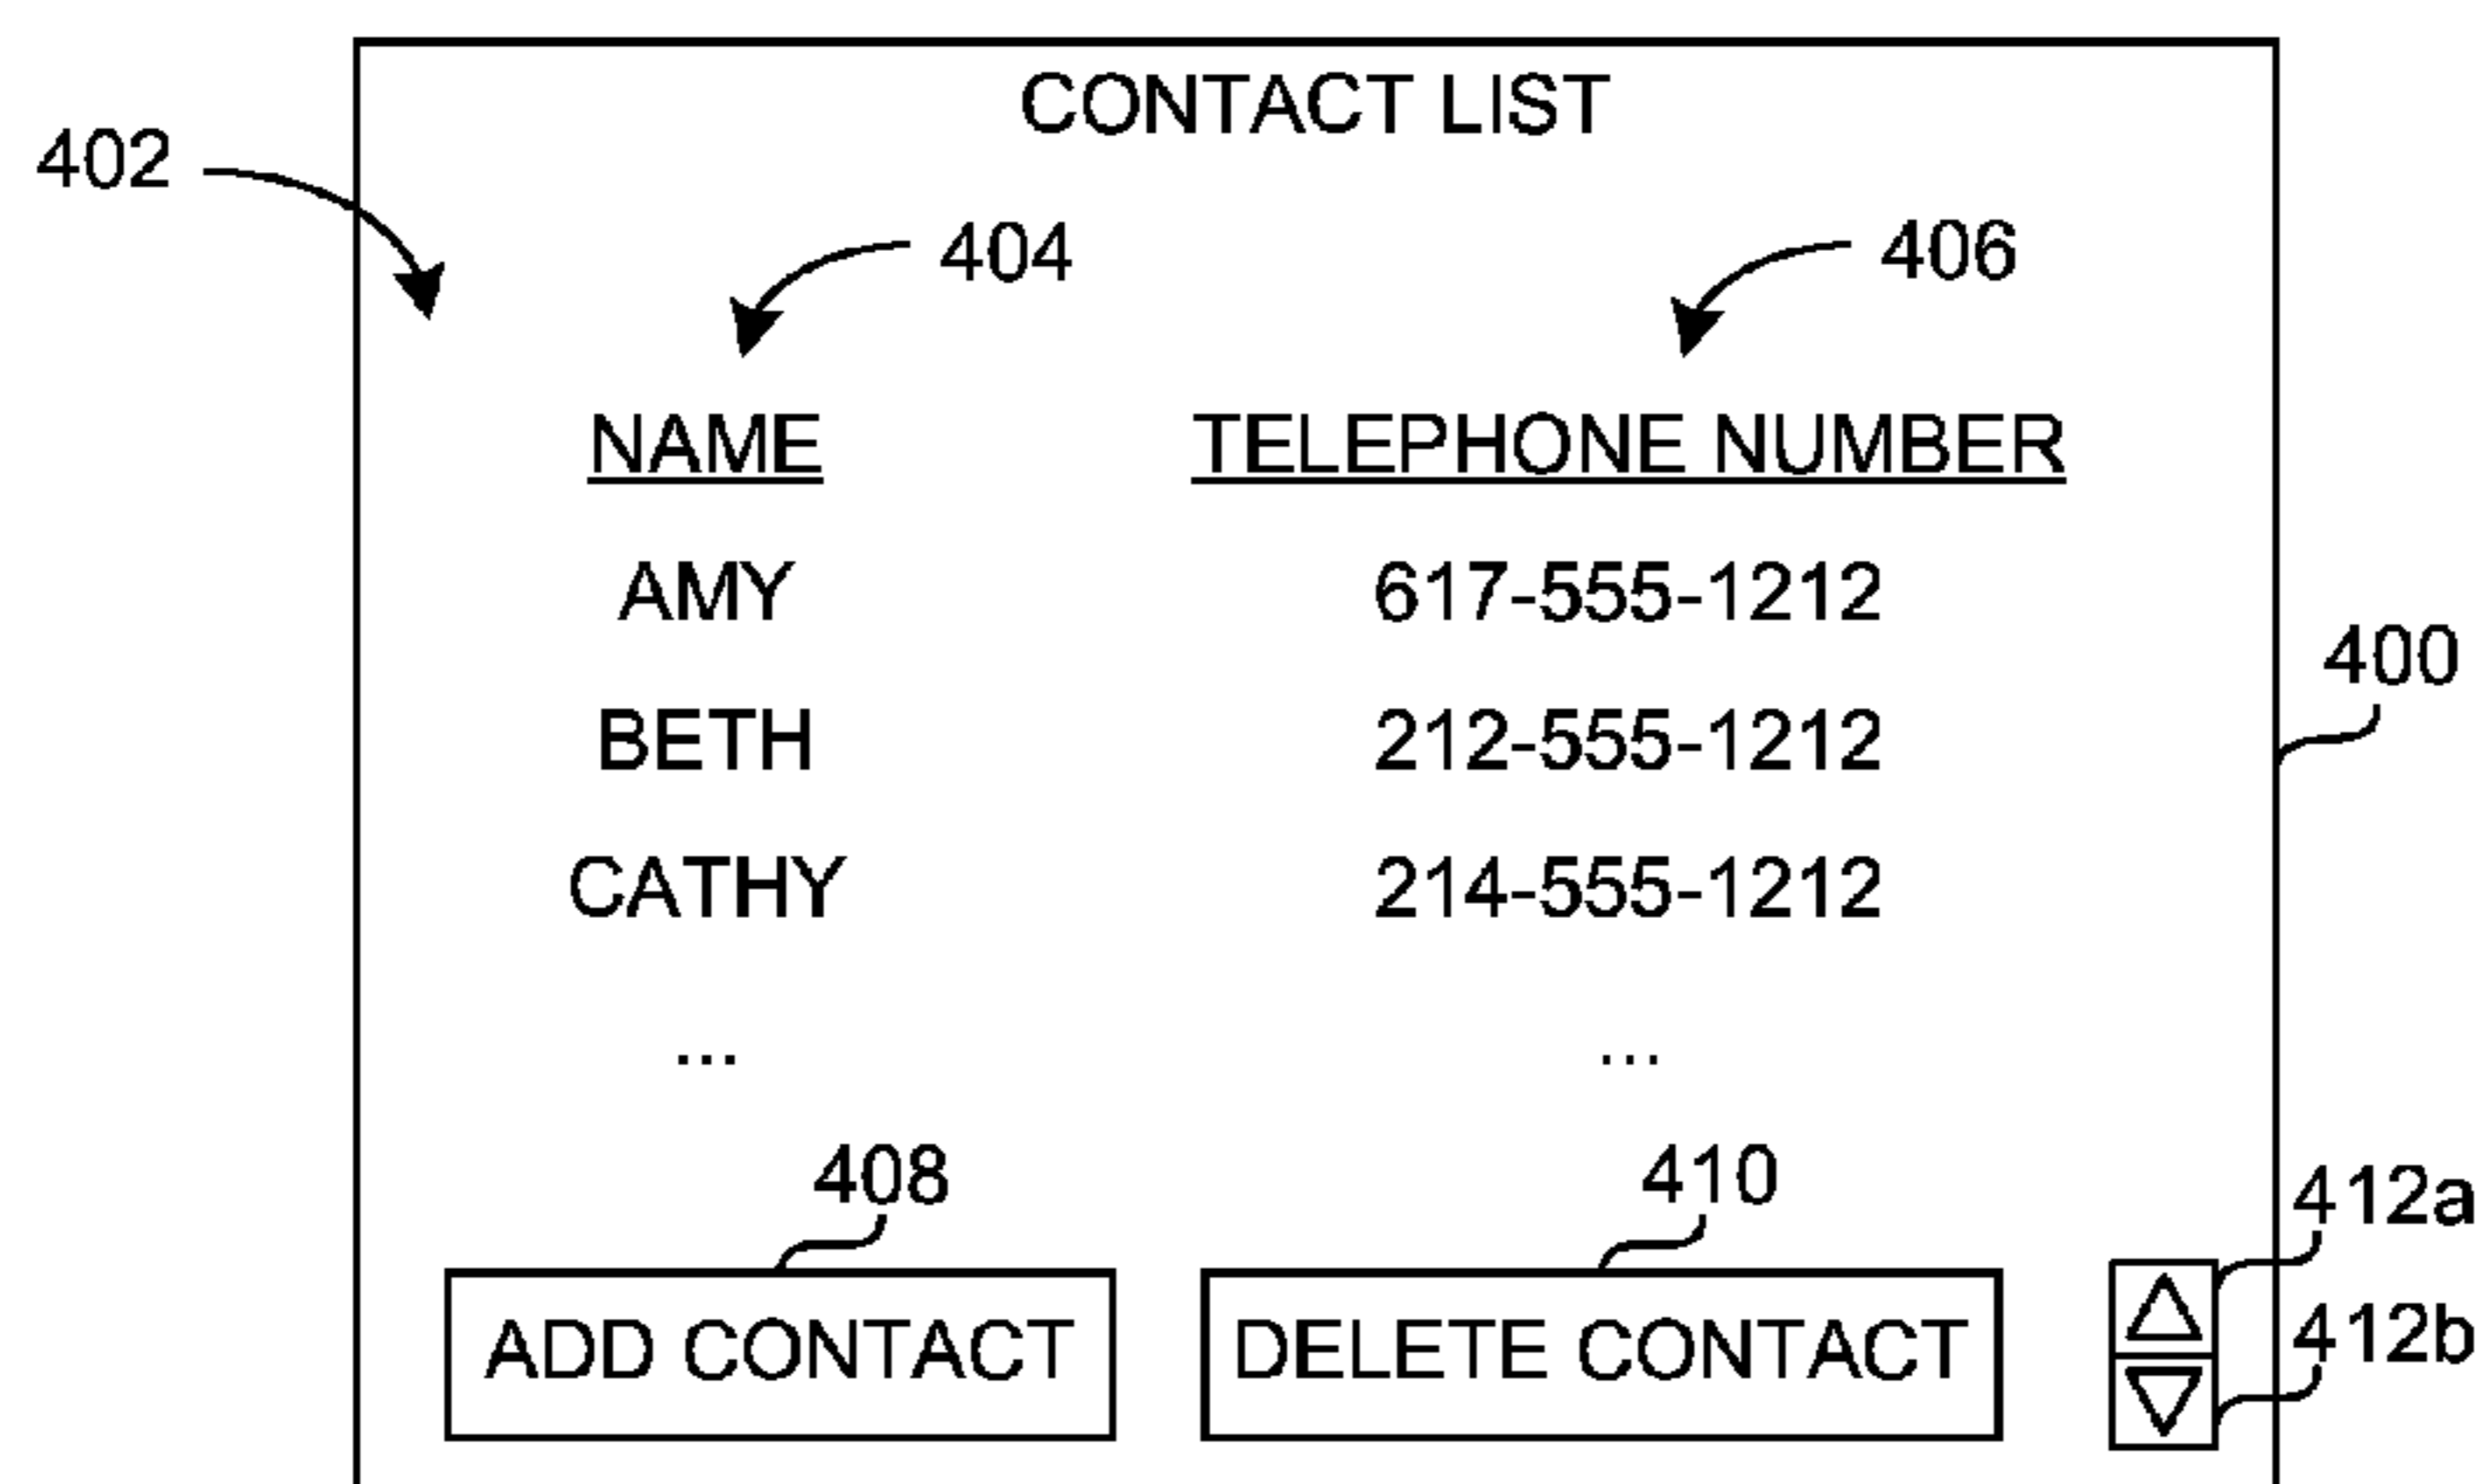 CONTACT LIST
402
404 406
NAME TELEPHONE NUMBER
AMY 617-555-1212
400
BETH 212-555-1212
CATHY 214-555-1212
... ...
408 410
412a
ADD CONTACT DELETE CONTACT
412b